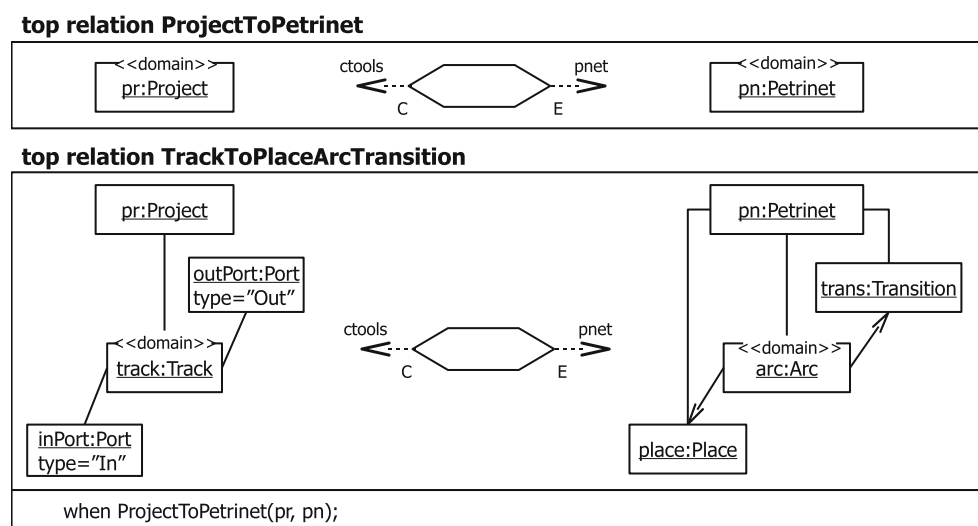 top relation ProjectToPetrinet
<<domain>>
pr:Project
ctools
pnet
C
E
<<domain>>
pn:Petrinet
top relation TrackToPlaceArcTransition
pr:Project
outPort:Port
type=”Out”
<<domain>>
track:Track
inPort:Port
type=”In”
ctools
pnet
C
E
pn:Petrinet
trans:Transition
<<domain>>
arc:Arc
place:Place
when ProjectToPetrinet(pr, pn);